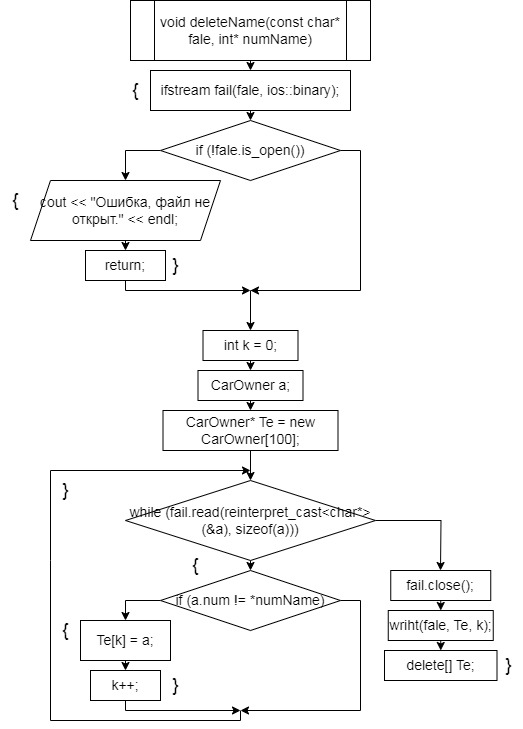 void deleteName(const char*
fale, int* numName)
{
ifstream fail(fale, ios::binary);
if (!fale.is_open())
{
cout << "Ошибка, файл не
открыт." << endl;
return;
}
int k = 0;
CarOwner a;
CarOwner* Te = new
CarOwner[100];
}
while (fail.read(reinterpret_cast<char*>
(&a), sizeof(a)))
{
if (a.num != *numName)
{
Te[k] = a;
k++;
}
fail.close();
wriht(fale, Te, k);
delete[] Te;
}